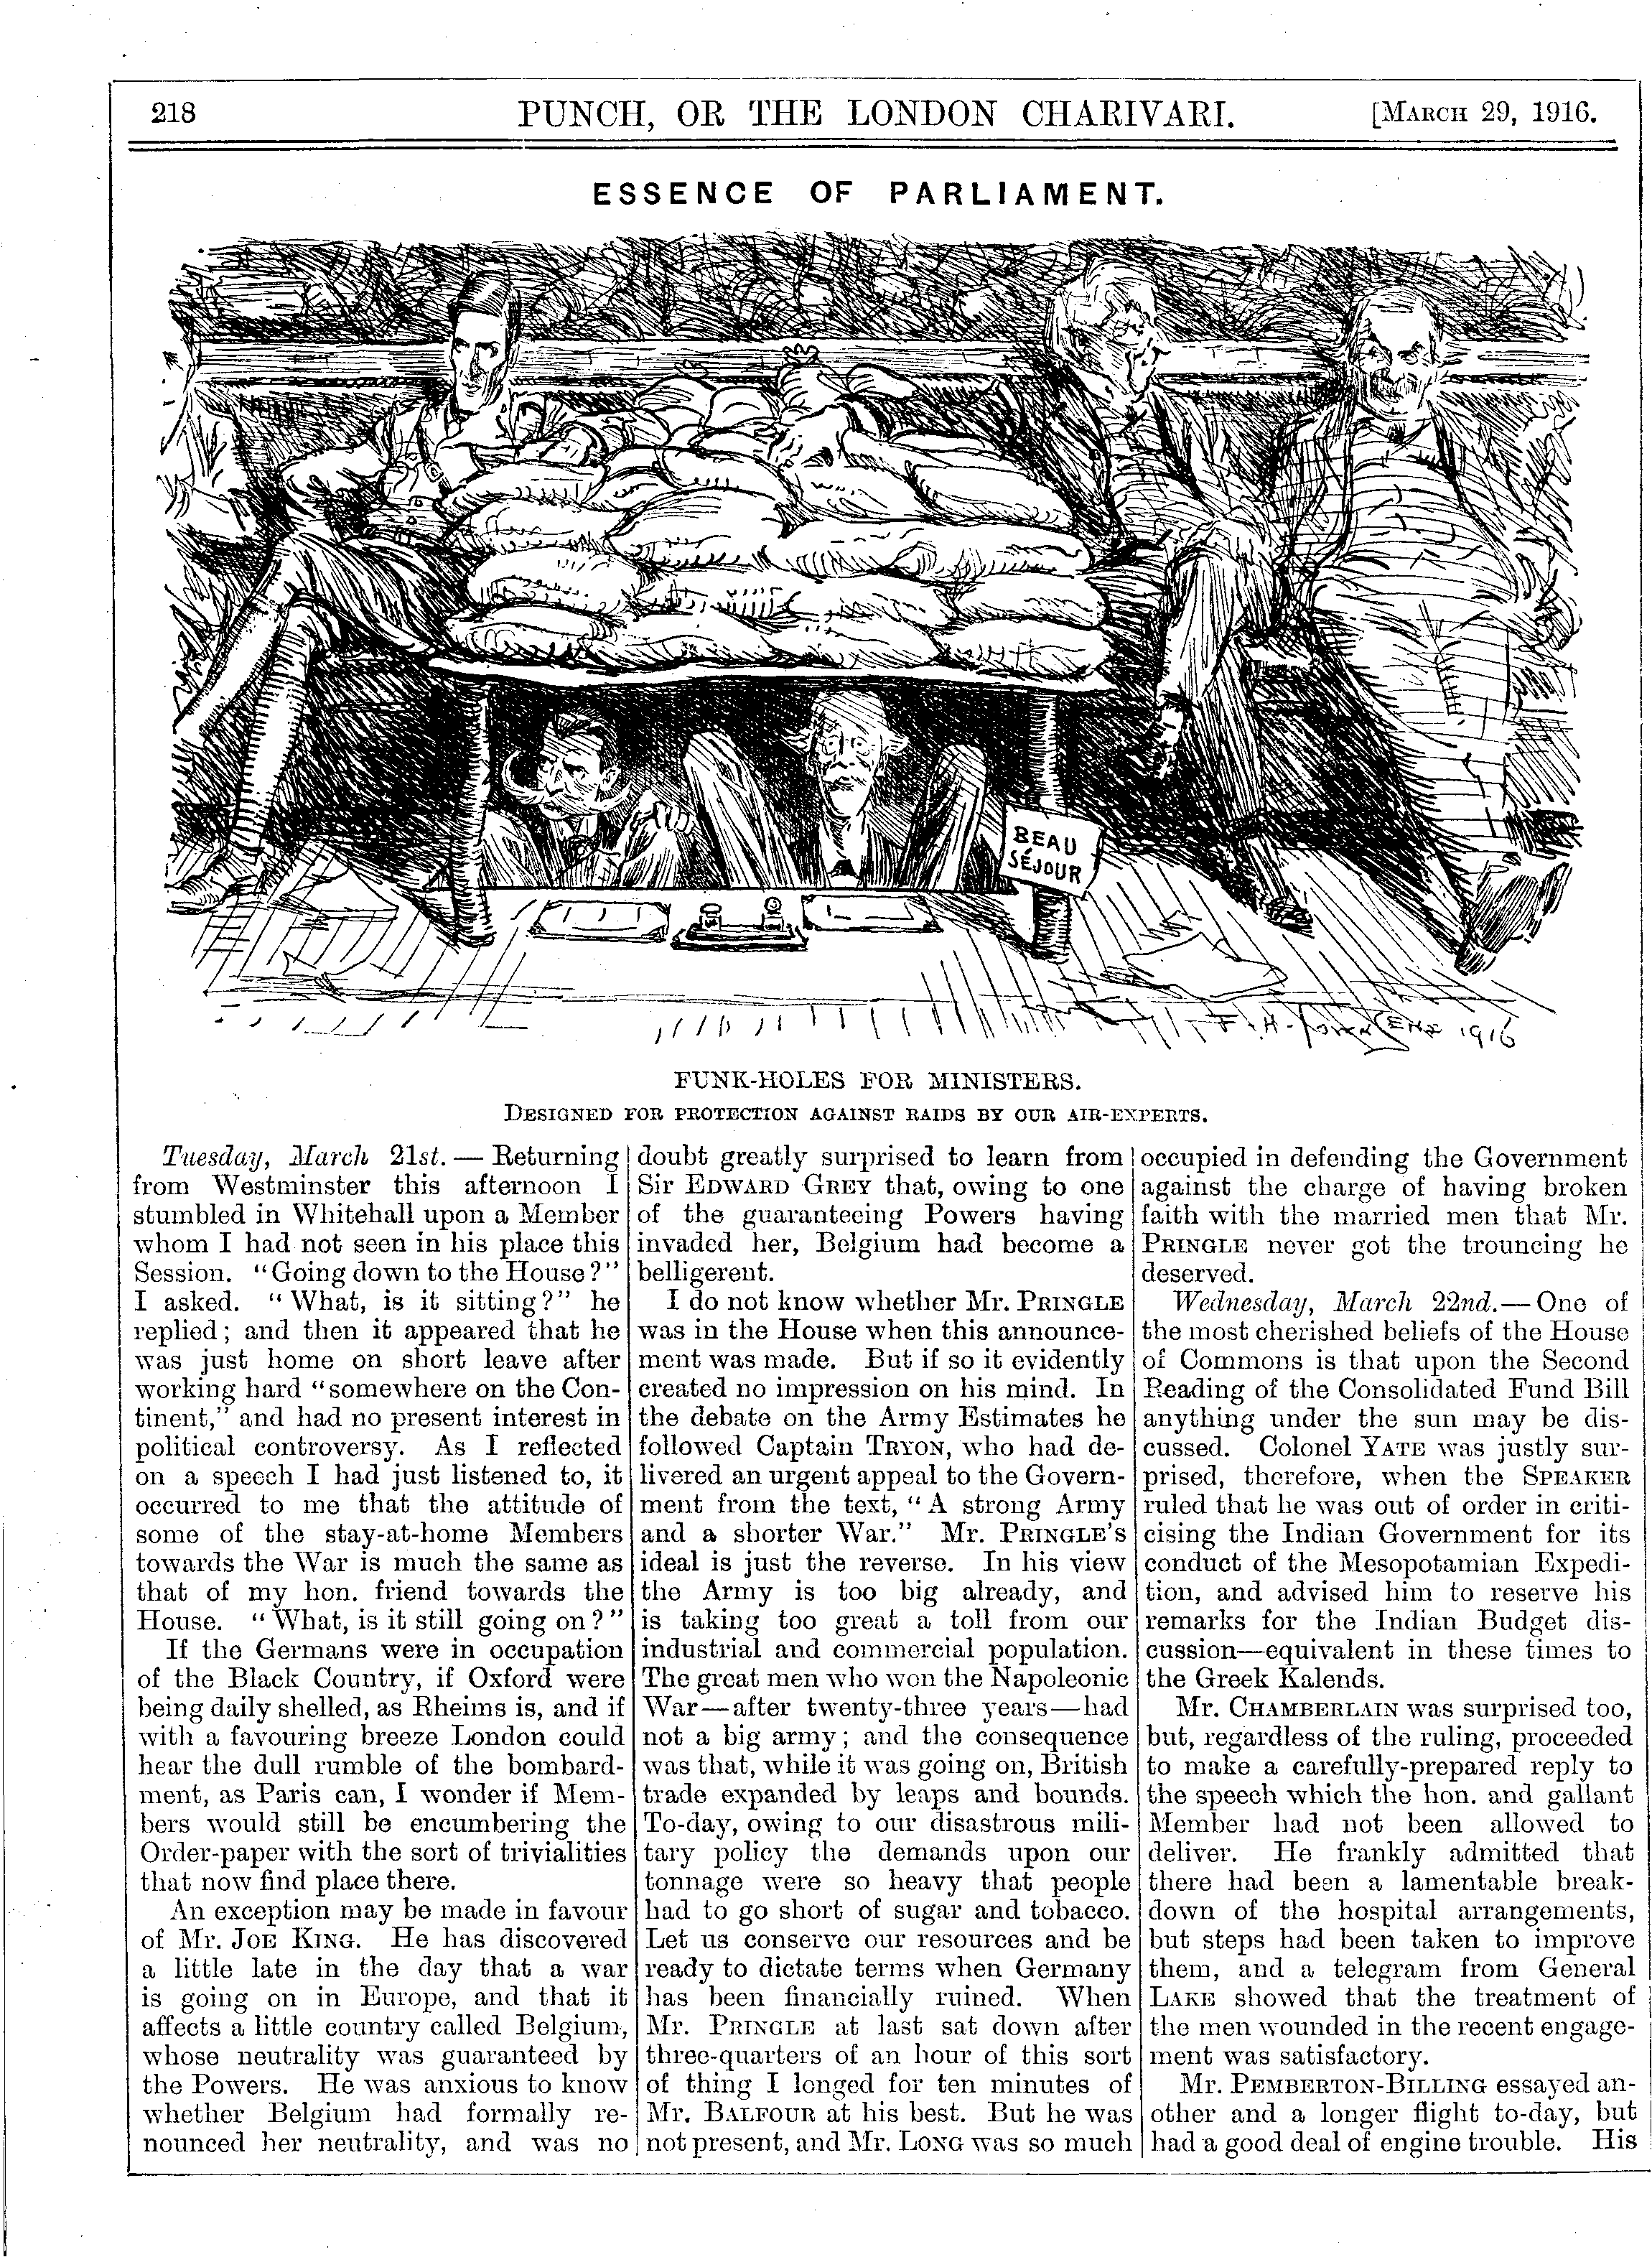 218 PUNCH, OR THE LONDON CHARIVARI. [MARCH 29, 1916.
ESSENCE OF PARLIAMENT.
BEAU
SÉJOUR
F. H. TOWNSEND 1916
FUNK-HOLES FOR MINISTERS.
DESIGNED FOR PROTECTION AGAINST RAIDS BY OUR AIR-EXPERTS.
Tuesday, March 21st. — Returning
from Westminster this afternoon I
stumbled in Whitehall upon a Member
whom I had not seen in his place this
Session. "Going down to the House?"
I asked. "What, is it sitting?" he
replied; and then it appeared that he
was just home on short leave after
working hard "somewhere on the Con-
tinent," and had no present interest in
political controversy. As I reflected
on a speech I had just listened to, it
occurred to me that the attitude of
some of the stay-at-home Members
towards the War is much the same as
that of my hon. friend towards the
House. "What, is it still going on?"
If the Germans were in occupation
of the Black Country, if Oxford were
being daily shelled, as Rheims is, and if
with a favouring breeze London could
hear the dull rumble of the bombard-
ment, as Paris can, I wonder if Mem-
bers would still be encumbering the
Order-paper with the sort of trivialities
that now find place there.
An exception may be made in favour
of Mr. JOE KING. He has discovered
a little late in the day that a war
is going on in Europe, and that it
affects a little country called Belgium,
whose neutrality was guaranteed by
the Powers. He was anxious to know
whether Belgium had formally re-
nounced her neutrality, and was no
doubt greatly surprised to learn from
Sir EDWARD GREY that, owing to one
of the guaranteeing Powers having
invaded her, Belgium had become a
belligerent.
I do not know whether Mr. PRINGLE
was in the House when this announce-
ment was made. But if so it evidently
created no impression on his mind. In
the debate on the Army Estimates he
followed Captain TRYON, who had de-
livered an urgent appeal to the Govern-
ment from the text, "A strong Army
and a shorter War." Mr. PRINGLE'S
ideal is just the reverse. In his view
the Army is too big already, and
is taking too great a toll from our
industrial and commercial population.
The great men who won the Napoleonic
War—after twenty-three years—had
not a big army; and the consequence
was that, while it was going on, British
trade expanded by leaps and bounds.
To-day, owing to our disastrous mili-
tary policy the demands upon our
tonnage were so heavy that people
had to go short of sugar and tobacco.
Let us conserve our resources and be
ready to dictate terms when Germany
has been financially ruined. When
Mr. PRINGLE at last sat down after
three-quarters of an hour of this sort
of thing I longed for ten minutes of
Mr. BALFOUR at his best. But he was
not present, and Mr. LONG was so much
occupied in defending the Government
against the charge of having broken
faith with the married men that Mr.
PRINGLE never got the trouncing he
deserved.
Wednesday, March 22nd.—One of
the most cherished beliefs of the House
of Commons is that upon the Second
Reading of the Consolidated Fund Bill
anything under the sun may be dis-
cussed. Colonel YATE was justly sur-
prised, therefore, when the SPEAKER
ruled that he was out of order in criti-
cising the Indian Government for its
conduct of the Mesopotamian Expedi-
tion, and advised him to reserve his
remarks for the Indian Budget dis-
cussion—equivalent in these times to
the Greek Kalends.
Mr. CHAMBERLAIN was surprised too,
but, regardless of the ruling, proceeded
to make a carefully-prepared reply to
the speech which the hon. and gallant
Member had not been allowed to
deliver. He frankly admitted that
there had been a lamentable break-
down of the hospital arrangements,
but steps had been taken to improve
them, and a telegram from General
LAKE showed that the treatment of
the men wounded in the recent engage-
ment was satisfactory.
Mr. PEMBERTON-BILLING essayed an-
other and a longer flight to-day, but
had a good deal of engine trouble. His